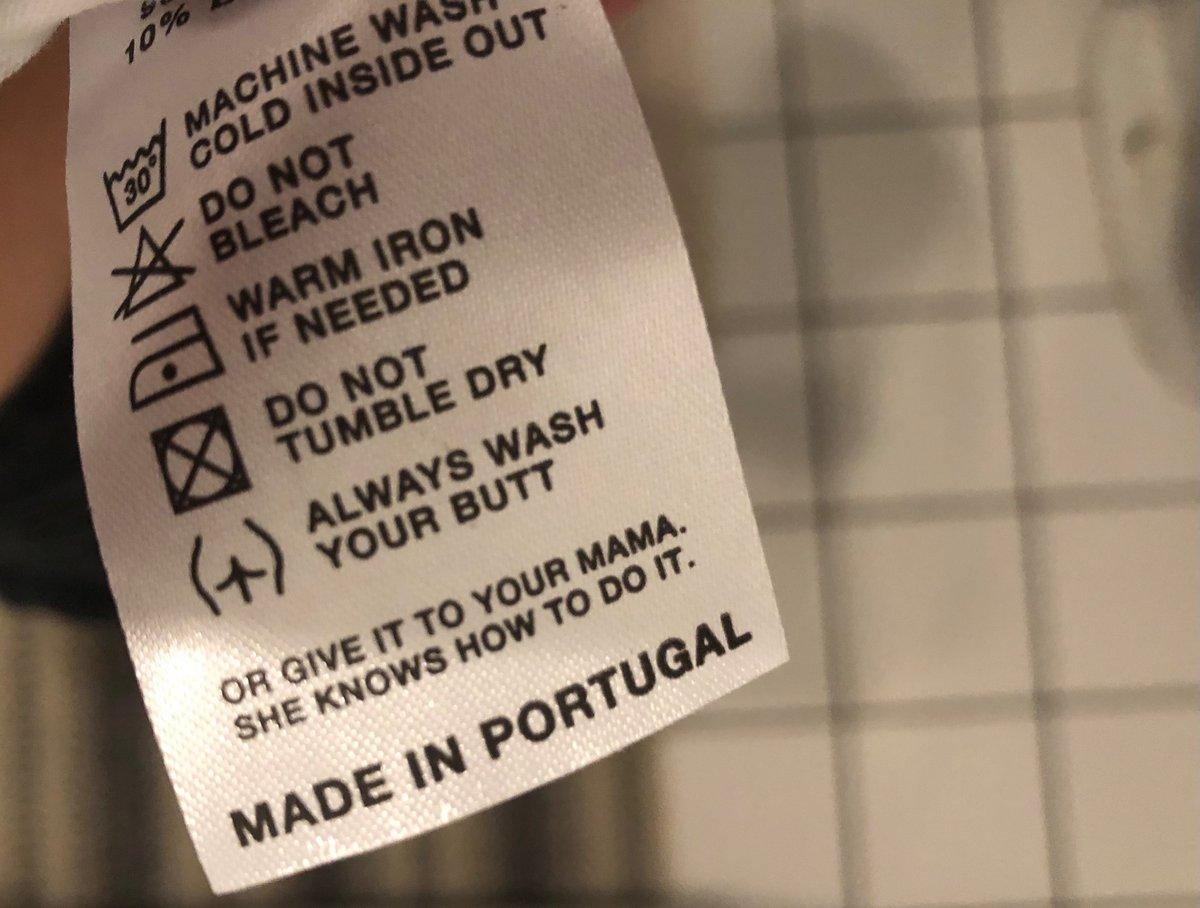 10%
MACHINE WASH
COLD INSIDE OUT
30°
DO NOT
BLEACH
WARM IRON
IF NEEDED
DO NOT
TUMBLE DRY
ALWAYS WASH
YOUR BUTT
OR GIVE IT TO YOUR MAMA.
SHE KNOWS HOW TO DO IT.
MADE IN PORTUGAL